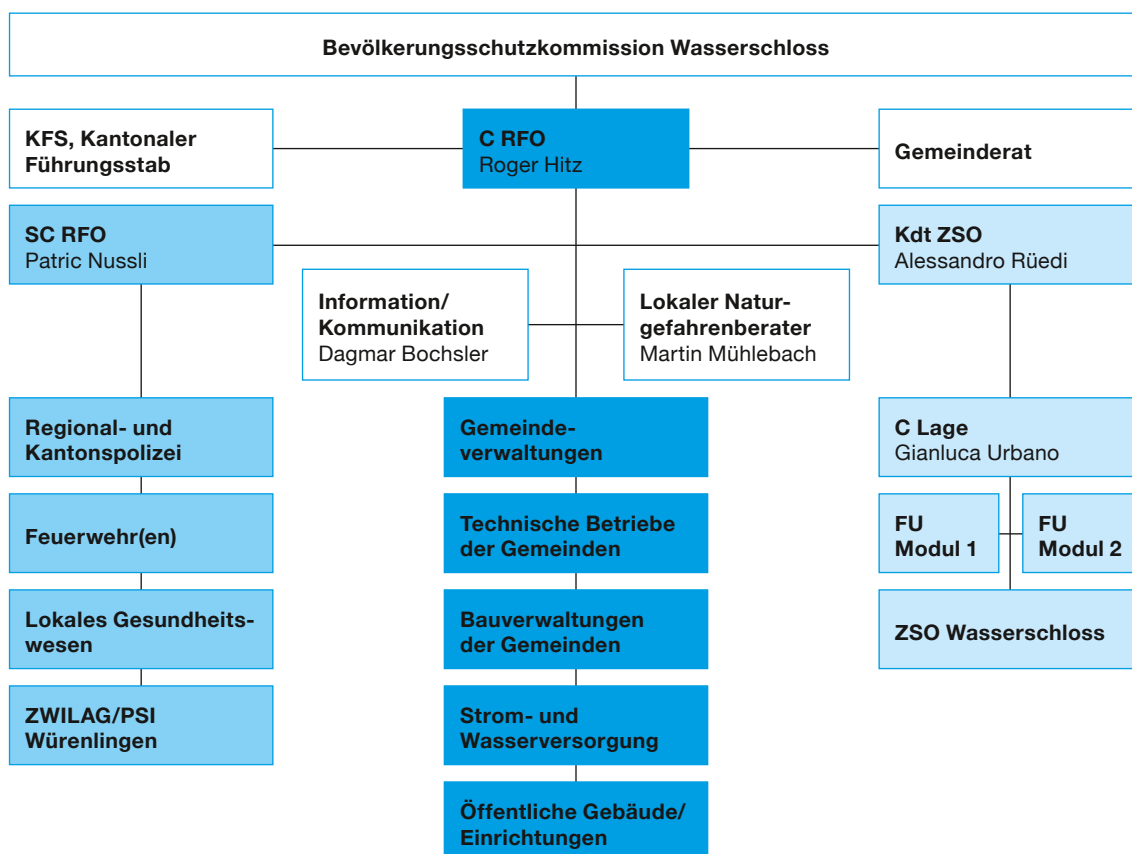 Bevölkerungsschutzkommission Wasserschloss
KFS, Kantonaler
Führungsstab
C RFO
Roger Hitz
Gemeinderat
SC RFO
Patric Nussli
Kdt ZSO
Alessandro Rüedi
Information/
Kommunikation
Dagmar Bochsler
Lokaler Natur-
gefahrenberater
Martin Mühlebach
Regional- und
Kantonspolizei
Gemeinde-
verwaltungen
C Lage
Gianluca Urbano
Feuerwehr(en)
Technische Betriebe
der Gemeinden
FU
Modul 1
FU
Modul 2
Lokales Gesundheits-
wesen
Bauverwaltungen
der Gemeinden
ZSO Wasserschloss
ZWILAG/PSI
Würenlingen
Strom- und
Wasserversorgung
Öffentliche Gebäude/
Einrichtungen